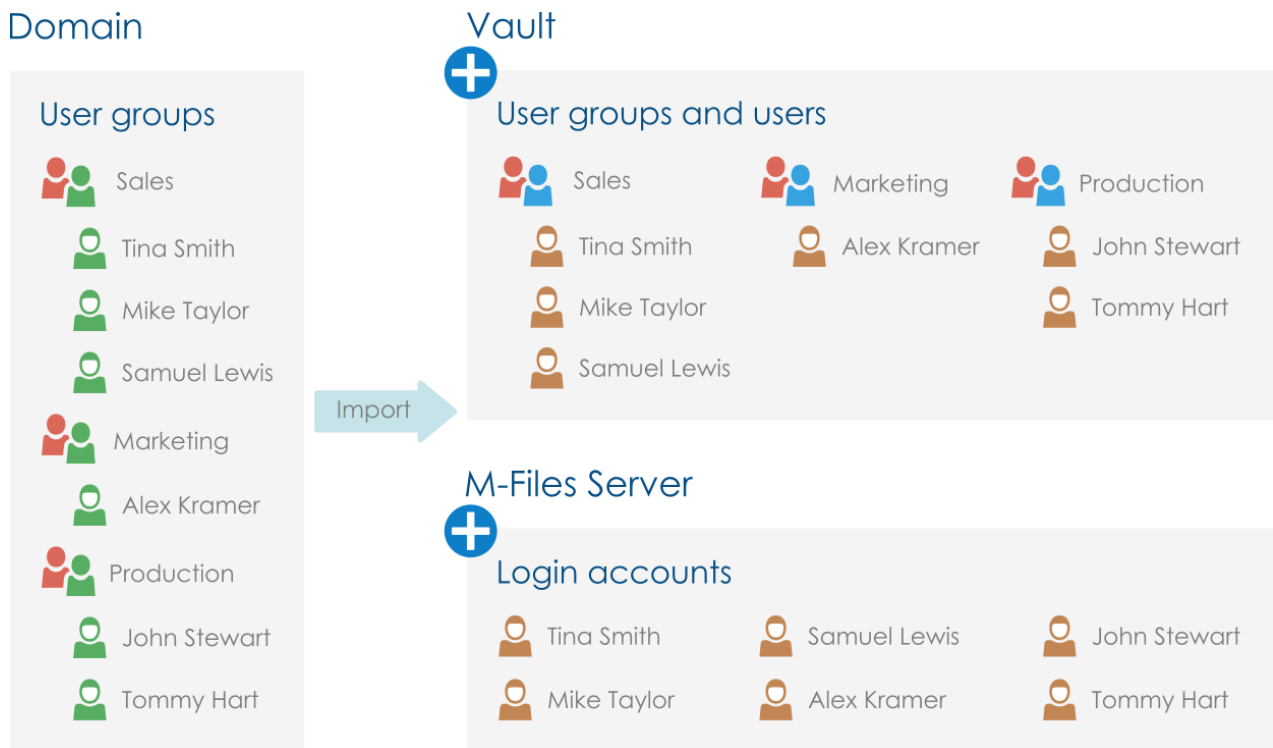 Domain
User groups
Sales
Tina Smith
Mike Taylor
Samuel Lewis
Marketing
Alex Kramer
Production
John Stewart
Tommy Hart
Import
Vault
User groups and users
Sales
Tina Smith
Mike Taylor
Samuel Lewis
Marketing
Alex Kramer
Production
John Stewart
Tommy Hart
M-Files Server
Login accounts
Tina Smith
Samuel Lewis
John Stewart
Mike Taylor
Alex Kramer
Tommy Hart